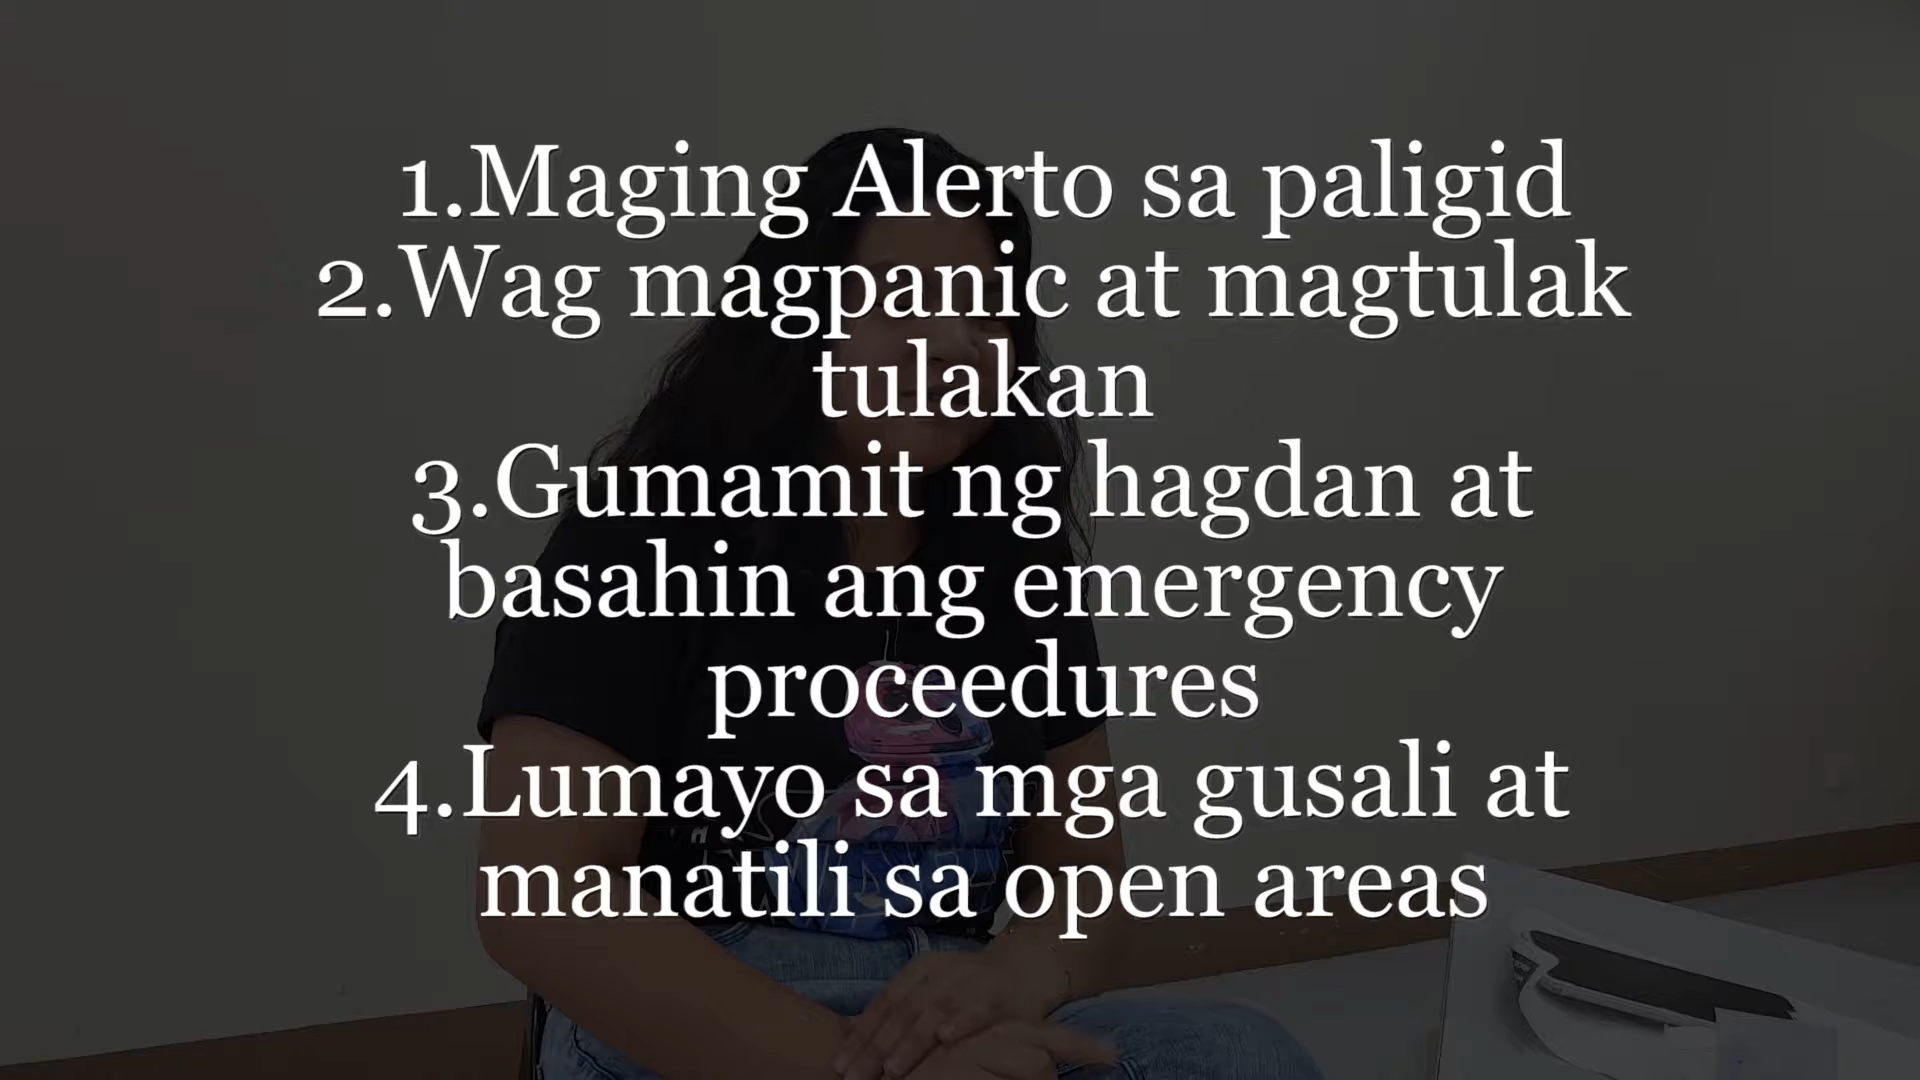 1.Maging Alerto sa paligid
2.Wag magpanic at magtulak
tulakan
3.Gumamit ng hagdan at
basahin ang emergency
proceedures
4.Lumayo sa mga gusali at
manatili sa open areas